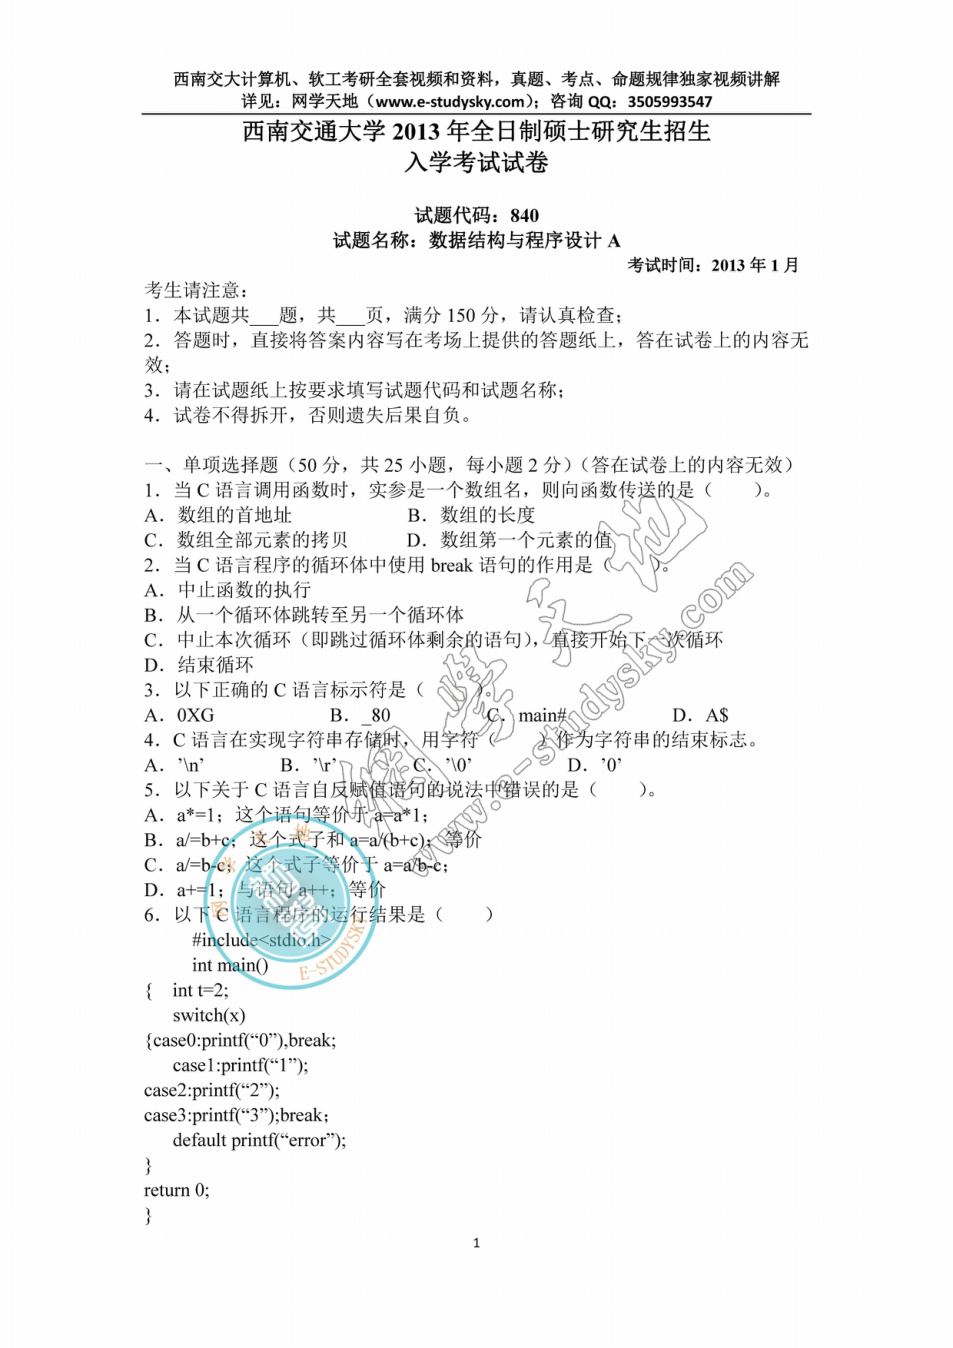 西南交大计算机、软工考研全套视频和资料，真题、考点、命题规律独家视频讲解
详见：网学天地（www.e-studysky.com）；咨询 QQ：3505993547
西南交通大学 2013 年全日制硕士研究生招生
入学考试试卷
试题代码：840
试题名称：数据结构与程序设计 A
考试时间：2013 年 1 月
考生请注意：
1．本试题共___题，共___页，满分 150 分，请认真检查；
2．答题时，直接将答案内容写在考场上提供的答题纸上，答在试卷上的内容无
效；
3．请在试题纸上按要求填写试题代码和试题名称；
4．试卷不得拆开，否则遗失后果自负。
一、单项选择题（50 分，共 25 小题，每小题 2 分）（答在试卷上的内容无效）
1．当 C 语言调用函数时，实参是一个数组名，则向函数传送的是（　　）。
A．数组的首地址　　B．数组的长度
C．数组全部元素的拷贝　　D．数组第一个元素的值
2．当 C 语言程序的循环体中使用 break 语句的作用是（　　）。
A．中止函数的执行
B．从一个循环体跳转至另一个循环体
C．中止本次循环（即跳过循环体剩余的语句），直接开始下一次循环
D．结束循环
3．以下正确的 C 语言标示符是（　　）。
A．0XG　　B．_80　　C．main#　　D．A$
4．C 语言在实现字符串存储时，用字符（　　）作为字符串的结束标志。
A．’\n’　　B．’\r’　　C．’\0’　　D．’0’
5．以下关于 C 语言自反赋值语句的说法中错误的是（　　）。
A．a*=1；这个语句等价于 a=a*1；
B．a/=b+c；这个式子和 a=a/(b+c)；等价
C．a/=b-c；这个式子等价于 a=a/b-c；
D．a+=1；与语句 a++；等价
6．以下 C 语言程序的运行结果是（　　）
#include<stdio.h>
int main()
{ int t=2;
switch(x)
{case0:printf(“0”),break;
case1:printf(“1”);
case2:printf(“2”);
case3:printf(“3”);break；
default printf(“error”);
}
return 0;
}
1
网学天地
www.e-studysky.com
网学天地
E-STUDYSKY